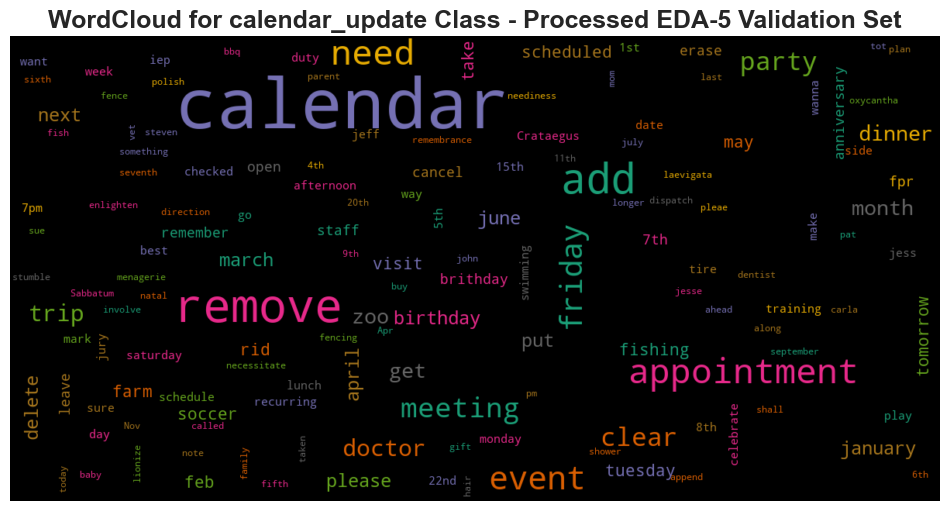 WordCloud for calendar_update Class - Processed EDA-5 Validation Set
want
iep
bbq
duty
need
take
scheduled
1st
erase
party
tot
plan
sixth
week
polish
parent
calendar
neediness
mom
last
wanna
anniversary
oxycantha
fence
next
fish
vet
steven
jeff
remembrance
Crataegus
date
july
may
dinner
side
something
seventh
checked
open
4th
afternoon
cancel
15th
11th
add
laevigata
fpr
7pm
enlighten
direction
20th
way
longer
dispatch
pleae
month
sue
go
remember
staff
5th
june
friday
7th
make
pat
jess
best
march
9th
visit
john
brithday
swimming
tire
dentist
stumble
menagerie
Sabbatum
natal
buy
jesse
trip
involve
remove
zoo
Apr
birthday
ahead
training
carla
tomorrow
mark
jury
saturday
rid
fencing
necessitate
april
put
fishing
along
september
get
appointment
delete
leave
farm
schedule
lunch
recurring
pm
sure
soccer
meeting
day
Nov
called
doctor
gift
monday
clear
shower
8th
celebrate
shall
play
january
today
baby
lionize
note
feb
family
fifth
taken
please
22nd
hair
event
tuesday
append
6th